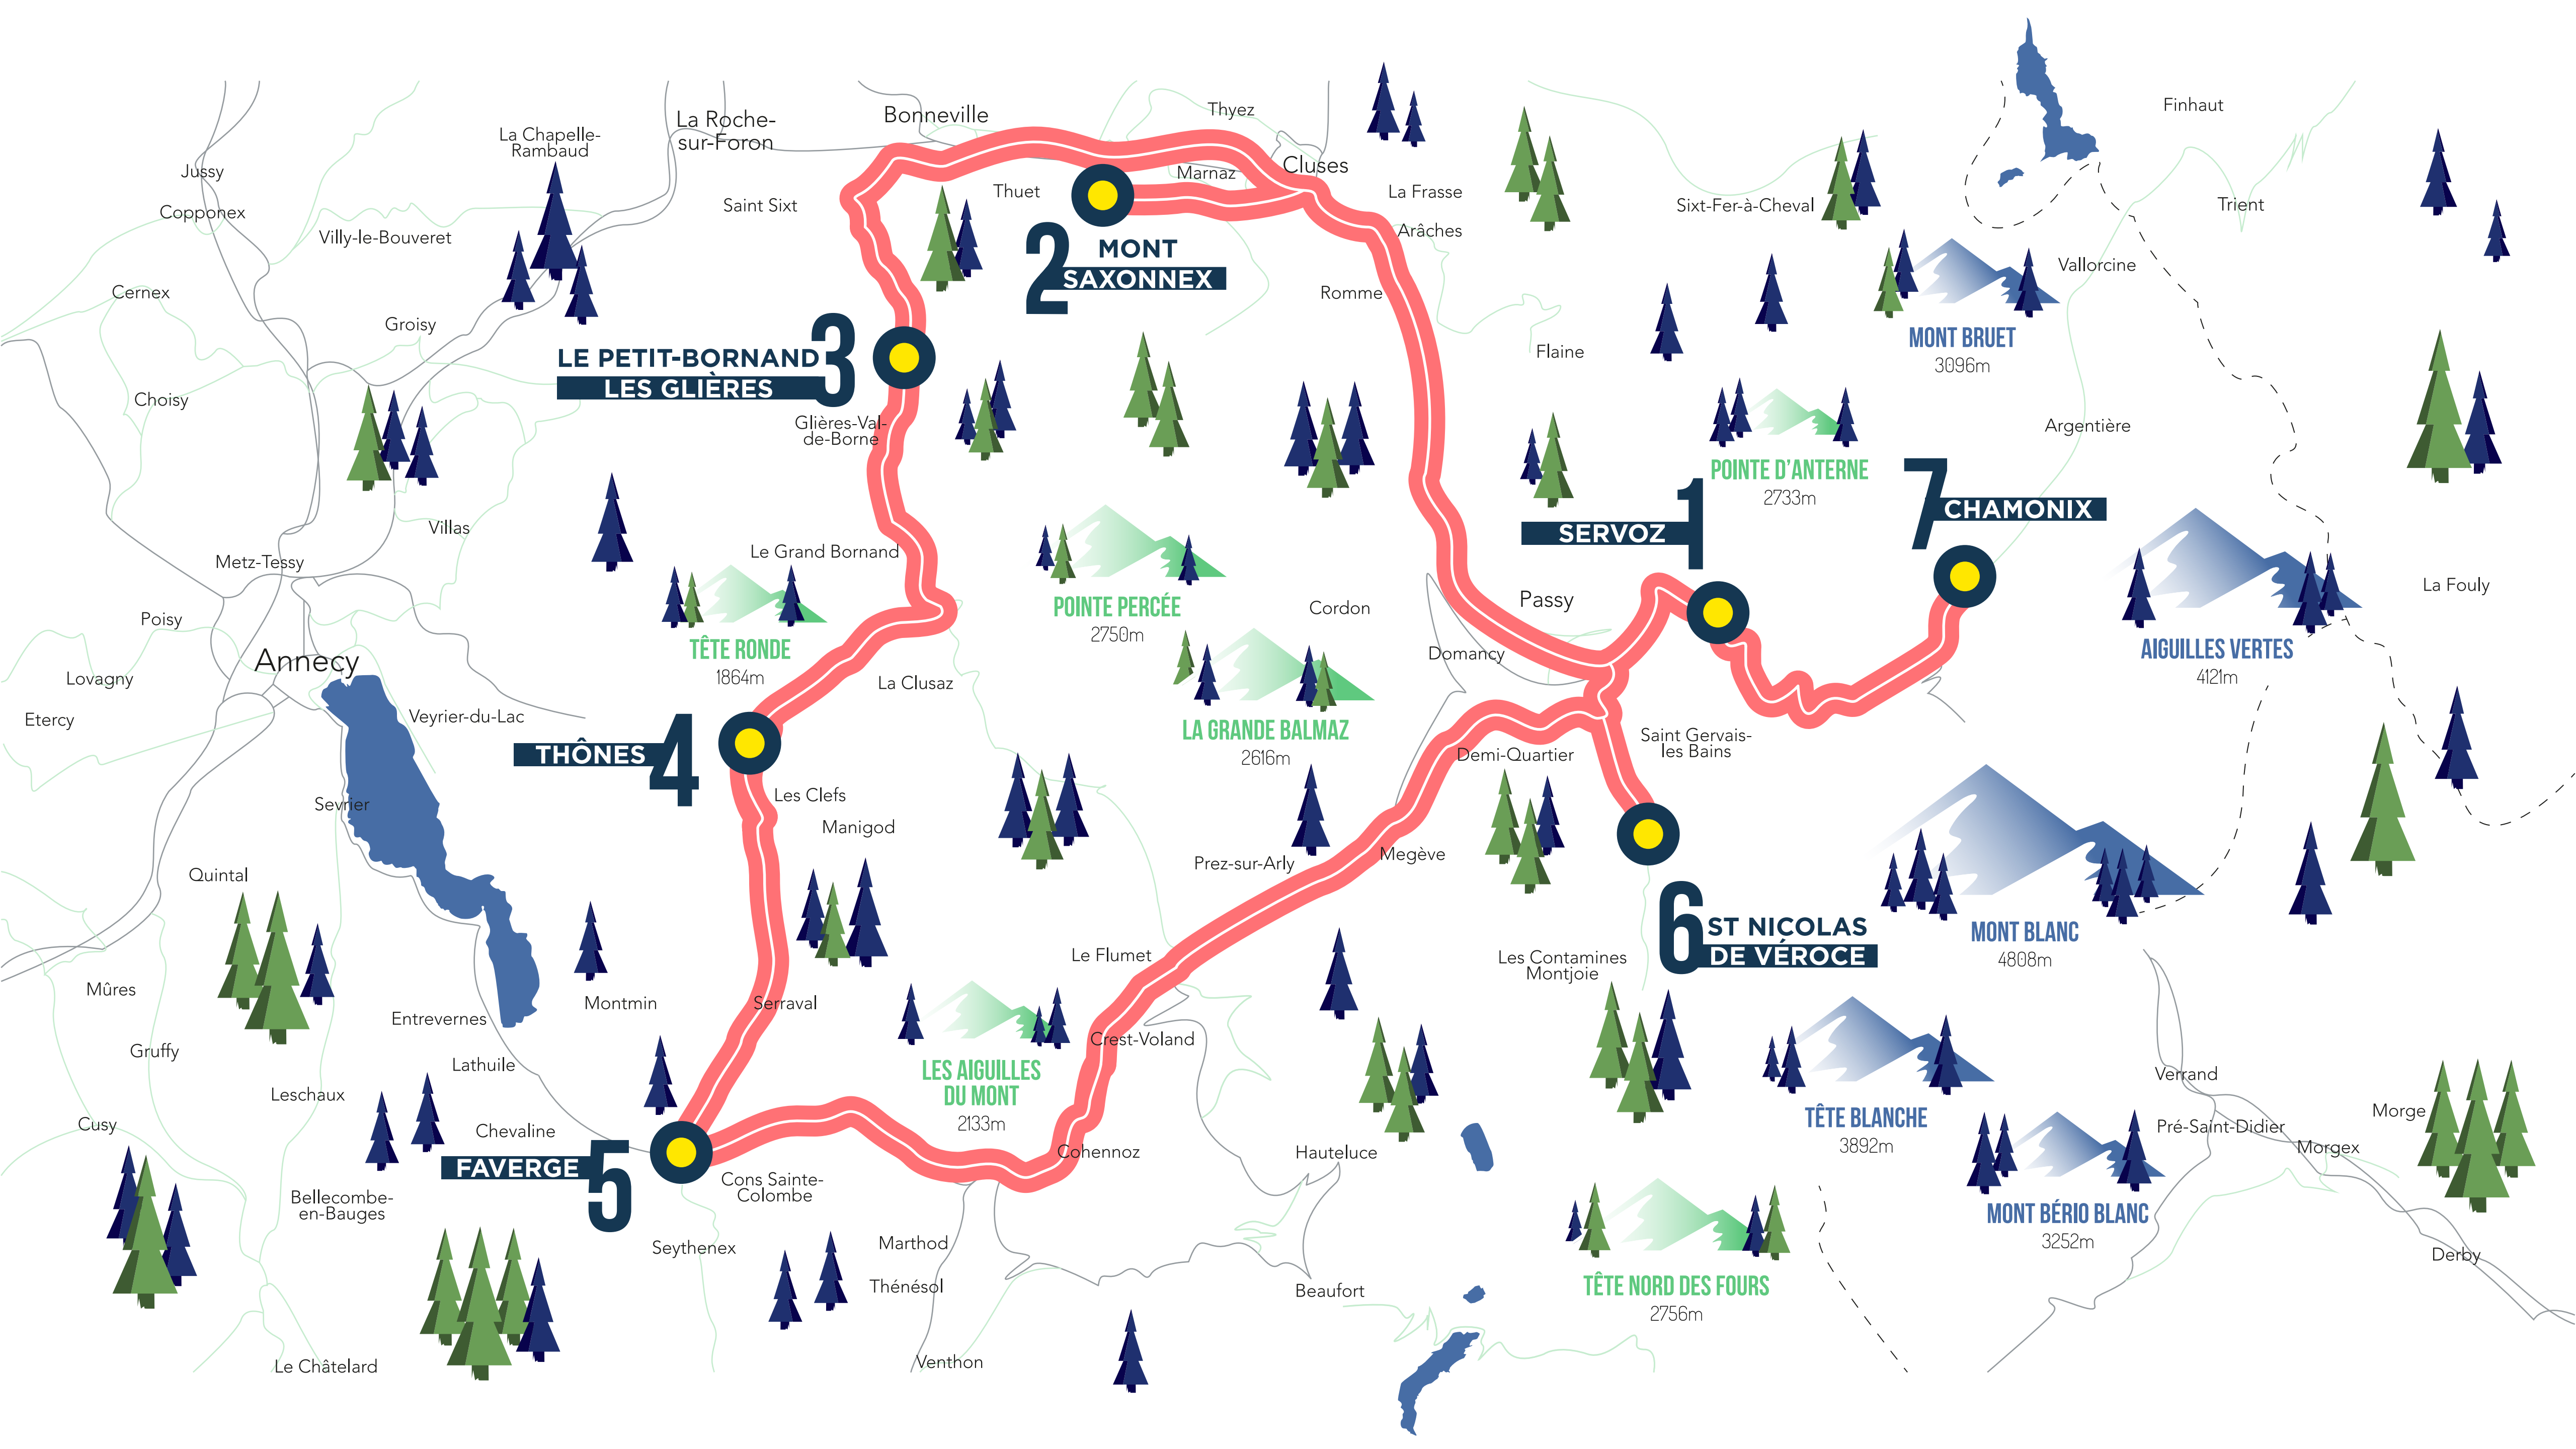 Finhaut
Thyez
Bonneville
La Roche-
sur-Foron
La Chapelle-
Rambaud
Cluses
Jussy
Marnaz
Thuet
La Frasse
Saint Sixt
Sixt-Fer-à-Cheval
Trient
Copponex
Arâches
Villy-le-Bouveret
2 MONT
SAXONNEX
Vallorcine
Cernex
Romme
Groisy
MONT BRUET
3096m
LE PETIT-BORNAND
LES GLIÈRES
3
Flaine
Choisy
Glières-Val-
de-Borne
Argentière
POINTE D'ANTERNE
2733m
7 CHAMONIX
Villas
SERVOZ 1
Le Grand Bornand
Metz-Tessy
La Fouly
Passy
POINTE PERCÉE
2750m
Cordon
Poisy
TÊTE RONDE
1864m
AIGUILLES VERTES
4121m
Domancy
Annecy
Lovagny
La Clusaz
Etercy
Veyrier-du-Lac
LA GRANDE BALMAZ
2616m
Saint Gervais-
les Bains
THÔNES 4
Demi-Quartier
Les Clefs
Sevrier
Manigod
Megève
Prez-sur-Arly
Quintal
6 ST NICOLAS
DE VÉROCE
MONT BLANC
4808m
Le Flumet
Les Contamines
Montjoie
Mûres
Montmin
Serraval
Entrevernes
Crest-Voland
Gruffy
Lathuile
LES AIGUILLES
DU MONT
2133m
Verrand
Leschaux
TÊTE BLANCHE
3892m
Morge
Cusy
Chevaline
Pré-Saint-Didier
Morgex
Cohennoz
Hauteluce
FAVERGE 5
Cons Sainte-
Colombe
Bellecombe-
en-Bauges
MONT BÉRIO BLANC
3252m
Marthod
Seythenex
Derby
Thénésol
TÊTE NORD DES FOURS
2756m
Beaufort
Venthon
Le Châtelard